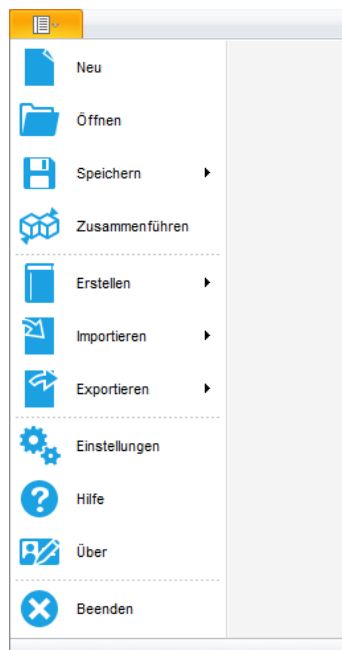 Neu
Öffnen
Speichern
Zusammenführen
Erstellen
Importieren
Exportieren
Einstellungen
Hilfe
Über
Beenden